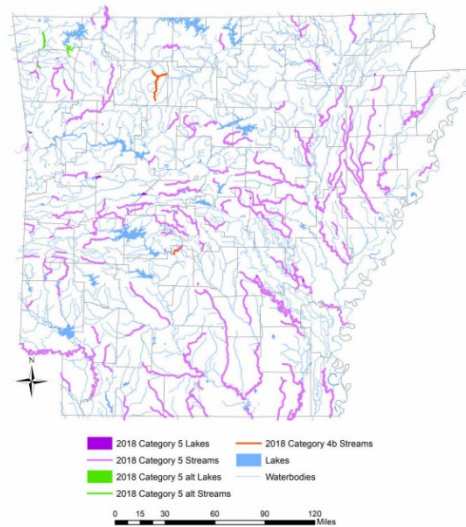 N
2018 Category 5 Lakes
2018 Category 5 Streams
2018 Category 5 alt Lakes
2018 Category 5 alt Streams
2018 Category 4b Streams
Lakes
Waterbodies
0 15 30 60 90 120
Miles